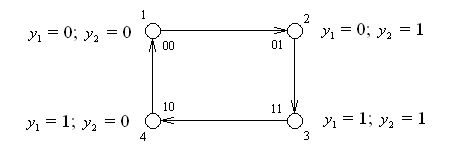 1 2
y₁ = 0; y₂ = 0 00 01 y₁ = 0; y₂ = 1
y₁ = 1; y₂ = 0 10 11 y₁ = 1; y₂ = 1
4 3